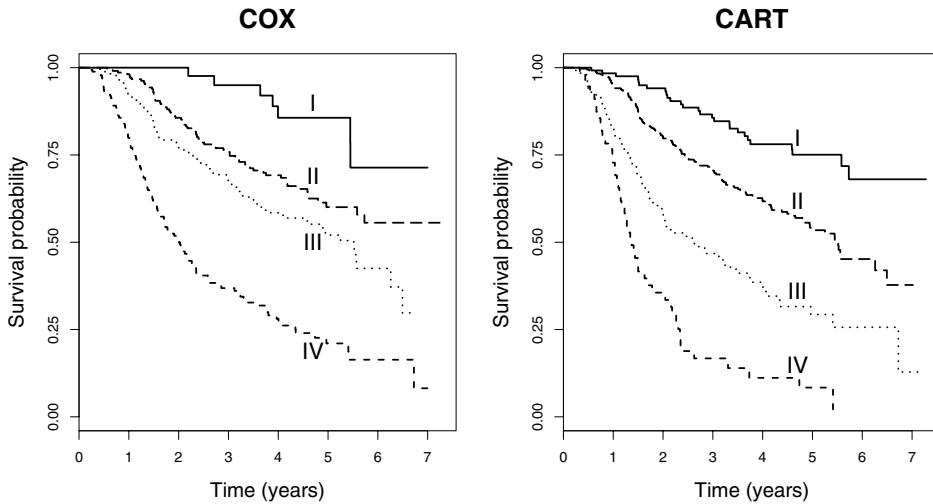 COX
Survival probability
1.00
0.75
0.50
0.25
0.00
I
II
III
IV
0 1 2 3 4 5 6 7
Time (years)
CART
Survival probability
1.00
0.75
0.50
0.25
0.00
I
II
III
IV
0 1 2 3 4 5 6 7
Time (years)